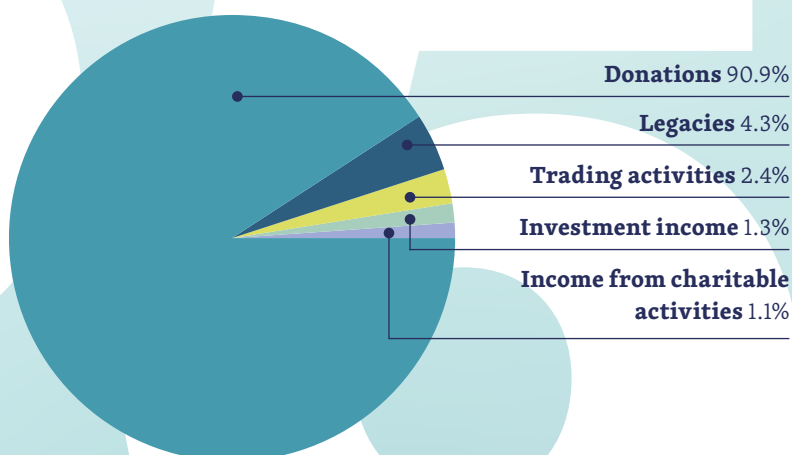 Donations 90.9%
Legacies 4.3%
Trading activities 2.4%
Investment income 1.3%
Income from charitable
activities 1.1%